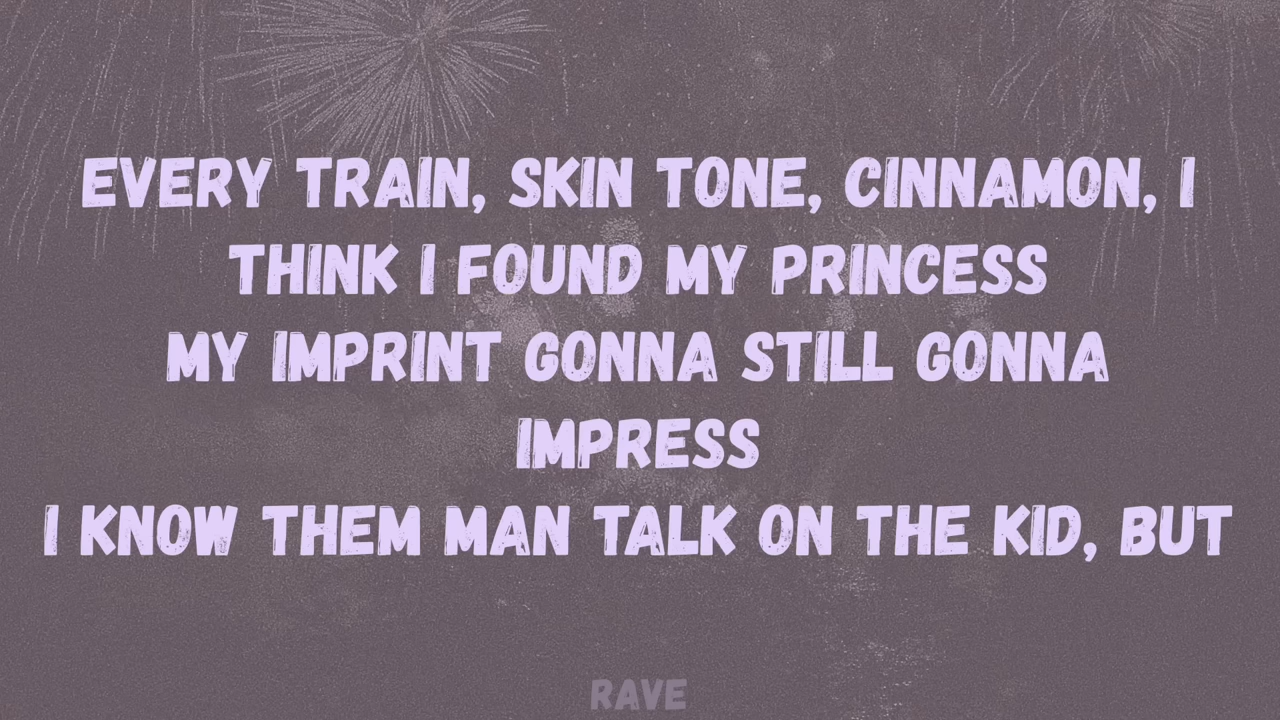 EVERY TRAIN, SKIN TONE, CINNAMON, I
THINK I FOUND MY PRINCESS
MY IMPRINT GONNA STILL GONNA
IMPRESS
I KNOW THEM MAN TALK ON THE KID, BUT
RAVE